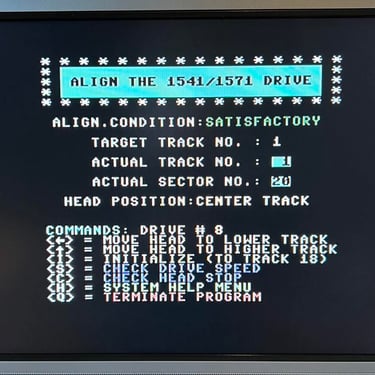 ALIGN THE 1541/1571 DRIVE
ALIGN.CONDITION:SATISFACTORY
TARGET TRACK NO. : 1
ACTUAL TRACK NO. : 1
ACTUAL SECTOR NO.: 20
HEAD POSITION:CENTER TRACK
COMMANDS: DRIVE # 8
<←> = MOVE HEAD TO LOWER TRACK
<↑> = MOVE HEAD TO HIGHER TRACK
<I> = INITIALIZE (TO TRACK 18)
<S> = CHECK DRIVE SPEED
<C> = CHECK HEAD STOP
<H> = SYSTEM HELP MENU
<Q> = TERMINATE PROGRAM